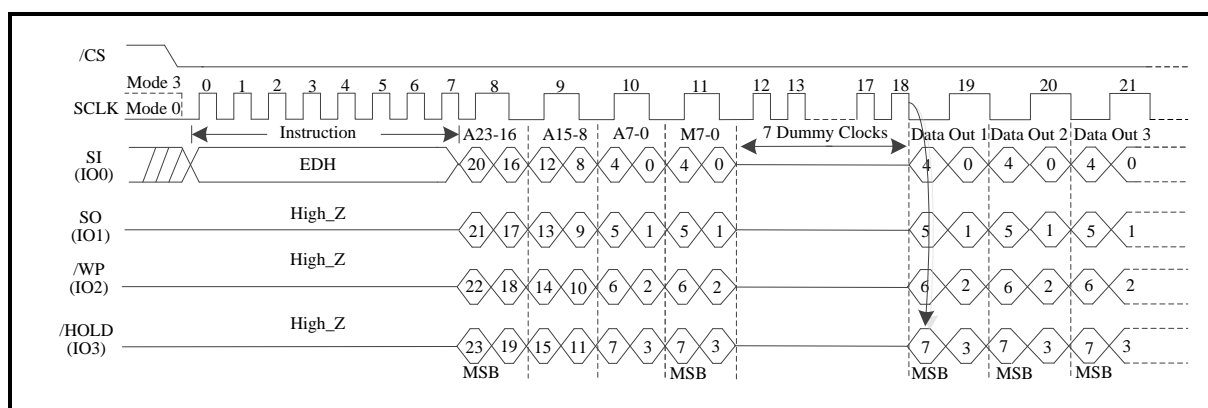 /CS
Mode 3 0 1 2 3 4 5 6 7 8 9 10 11 12 13 17 18 19 20 21
SCLK Mode 0
Instruction A23-16 A15-8 A7-0 M7-0 7 Dummy Clocks Data Out 1 Data Out 2 Data Out 3
SI
(IO0)
EDH 20 16 12 8 4 0 4 0 4 0 4 0 4 0
High_Z
SO
(IO1)
21 17 13 9 5 1 5 1 5 1 5 1 5 1
High_Z
/WP
(IO2)
22 18 14 10 6 2 6 2 6 2 6 2 6 2
High_Z
/HOLD
(IO3)
23 19 15 11 7 3 7 3 7 3 7 3 7 3
MSB MSB MSB MSB MSB